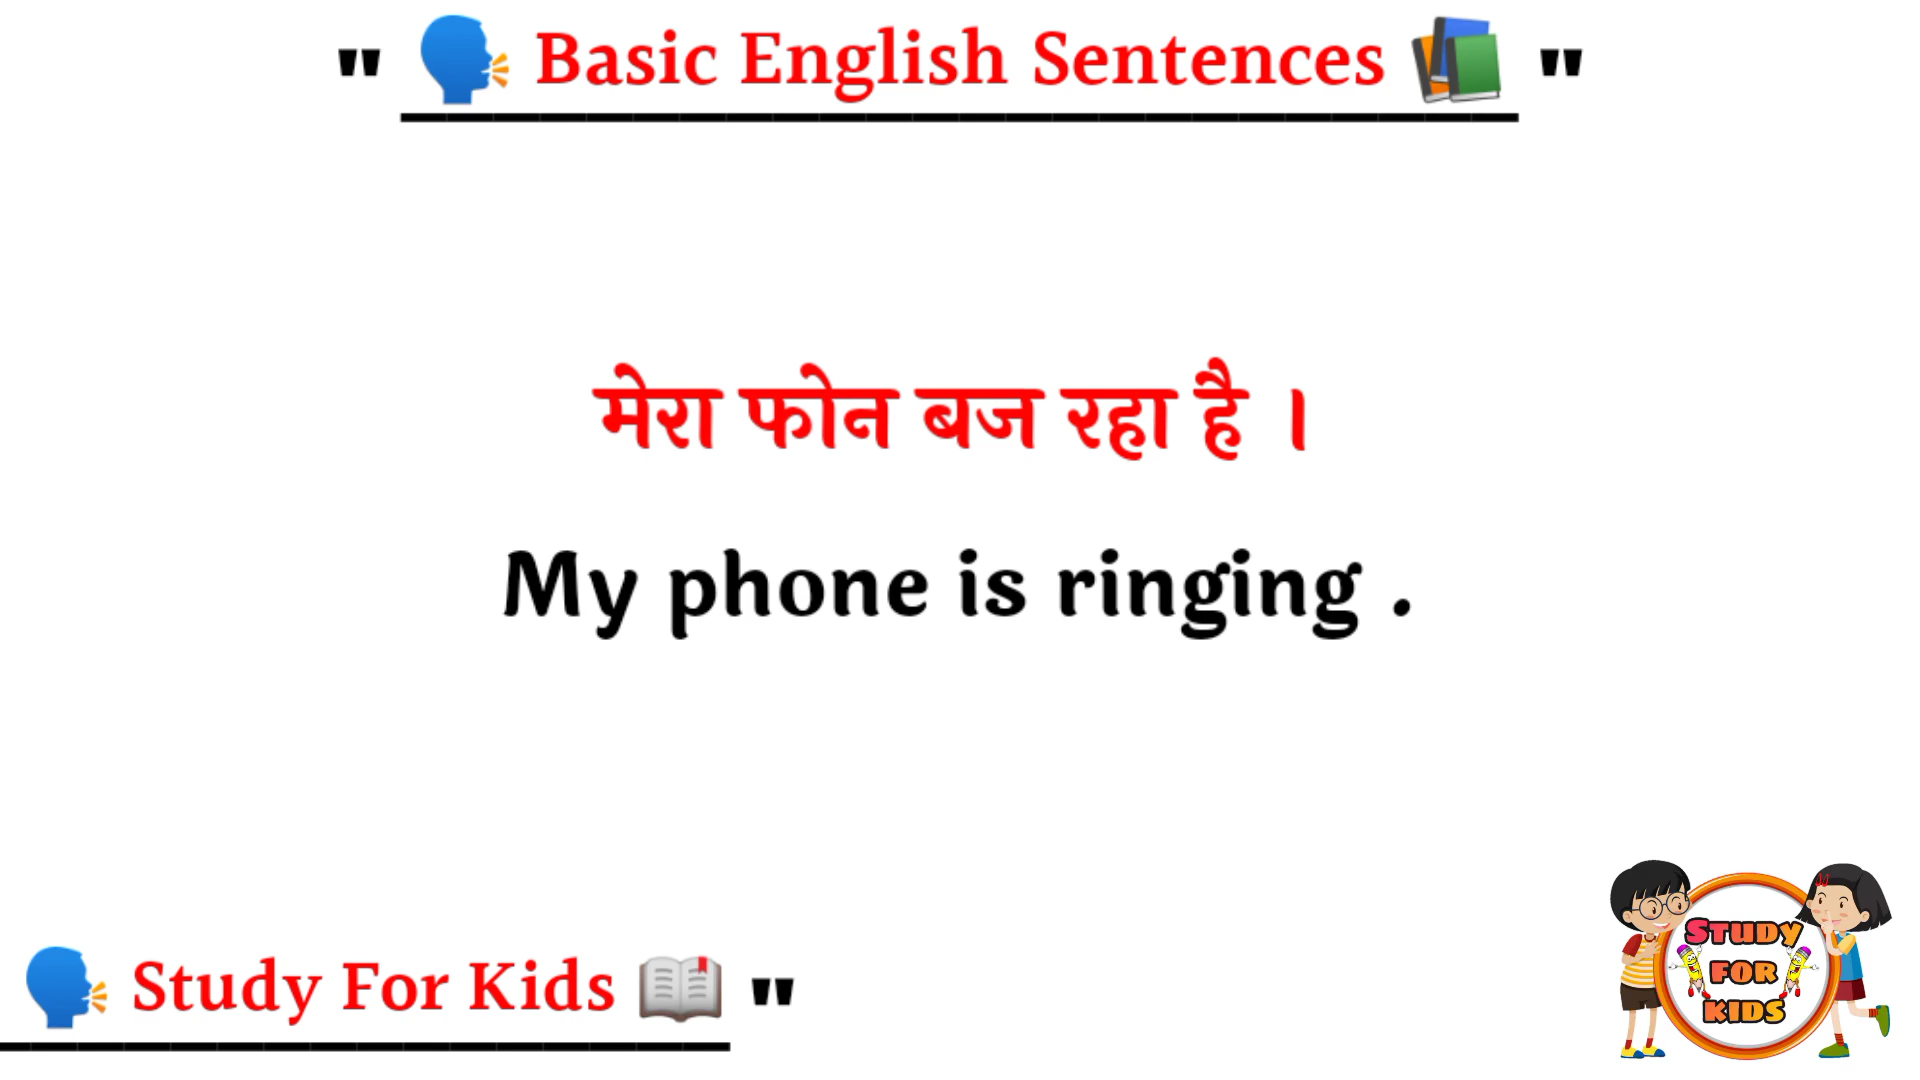 " 🗣️ Basic English Sentences 📚 "
मेरा फोन बज रहा है ।
My phone is ringing .
🗣️ Study For Kids 📖 "
STUDY
FOR
KIDS